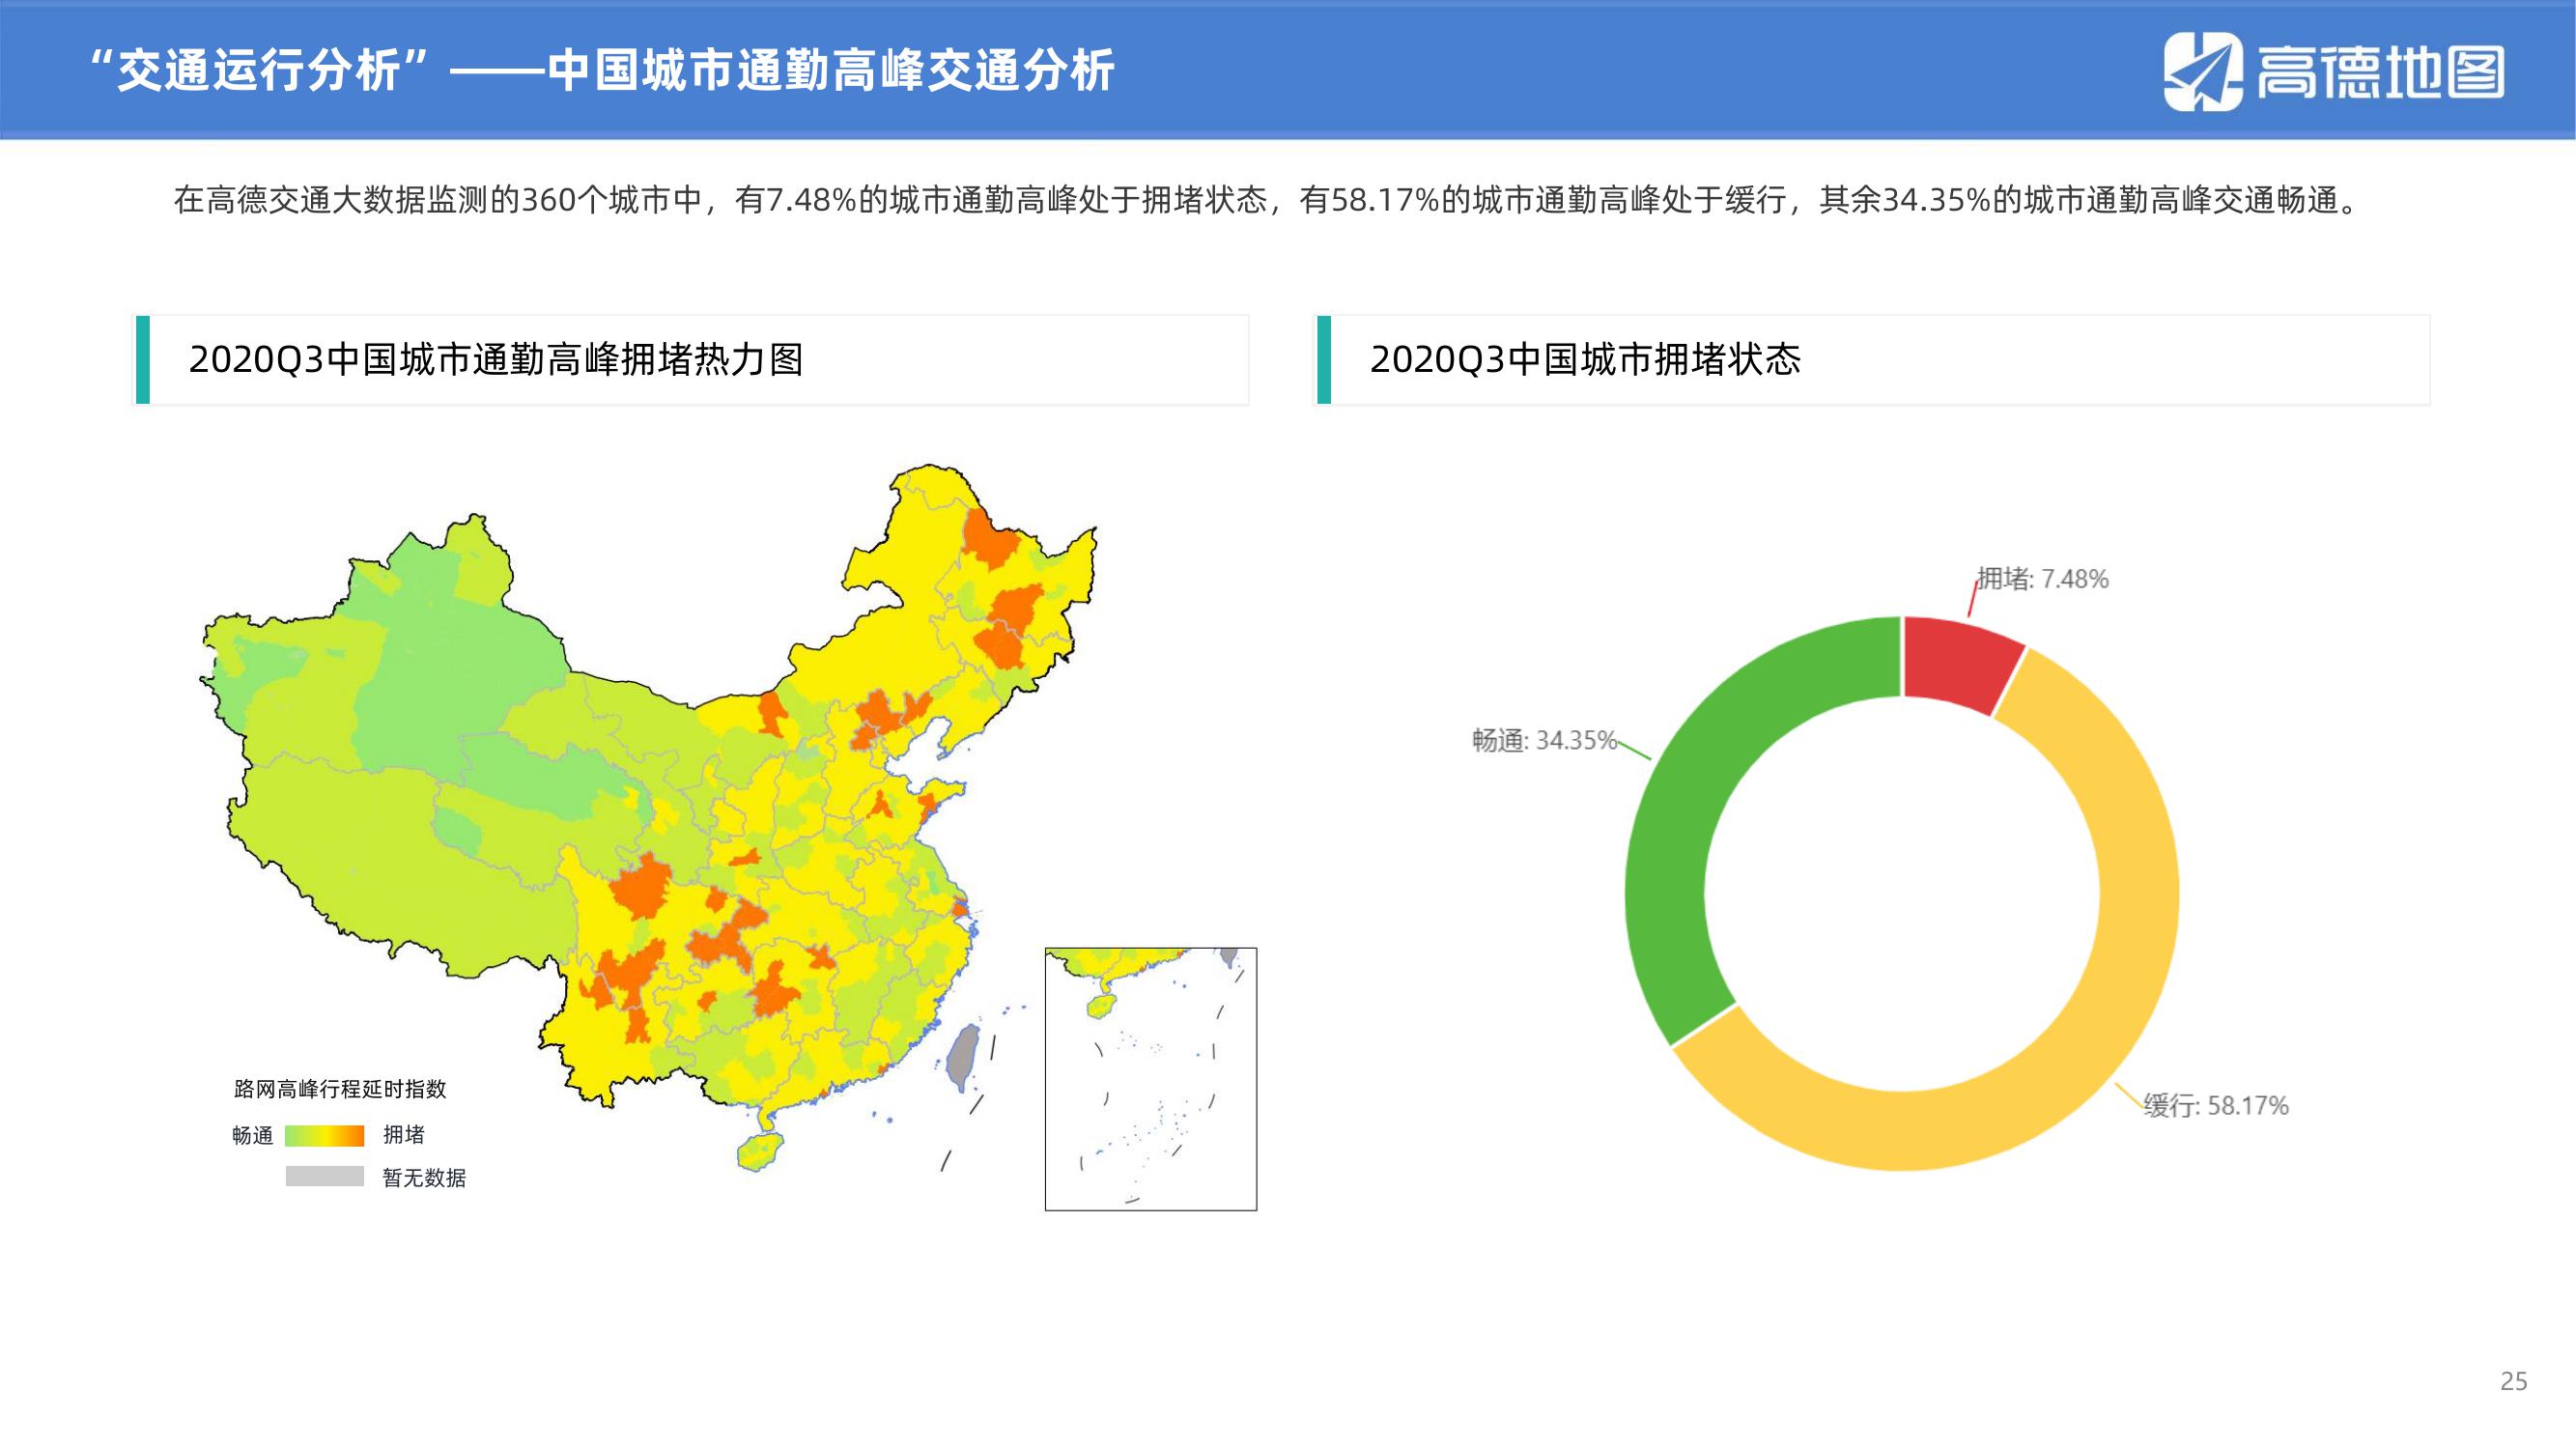 “交通运行分析”——中国城市通勤高峰交通分析
高德地图
在高德交通大数据监测的360个城市中，有7.48%的城市通勤高峰处于拥堵状态，有58.17%的城市通勤高峰处于缓行，其余34.35%的城市通勤高峰交通畅通。
2020Q3中国城市通勤高峰拥堵热力图
2020Q3中国城市拥堵状态
路网高峰行程延时指数
畅通 拥堵
暂无数据
拥堵: 7.48%
畅通: 34.35%
缓行: 58.17%
25